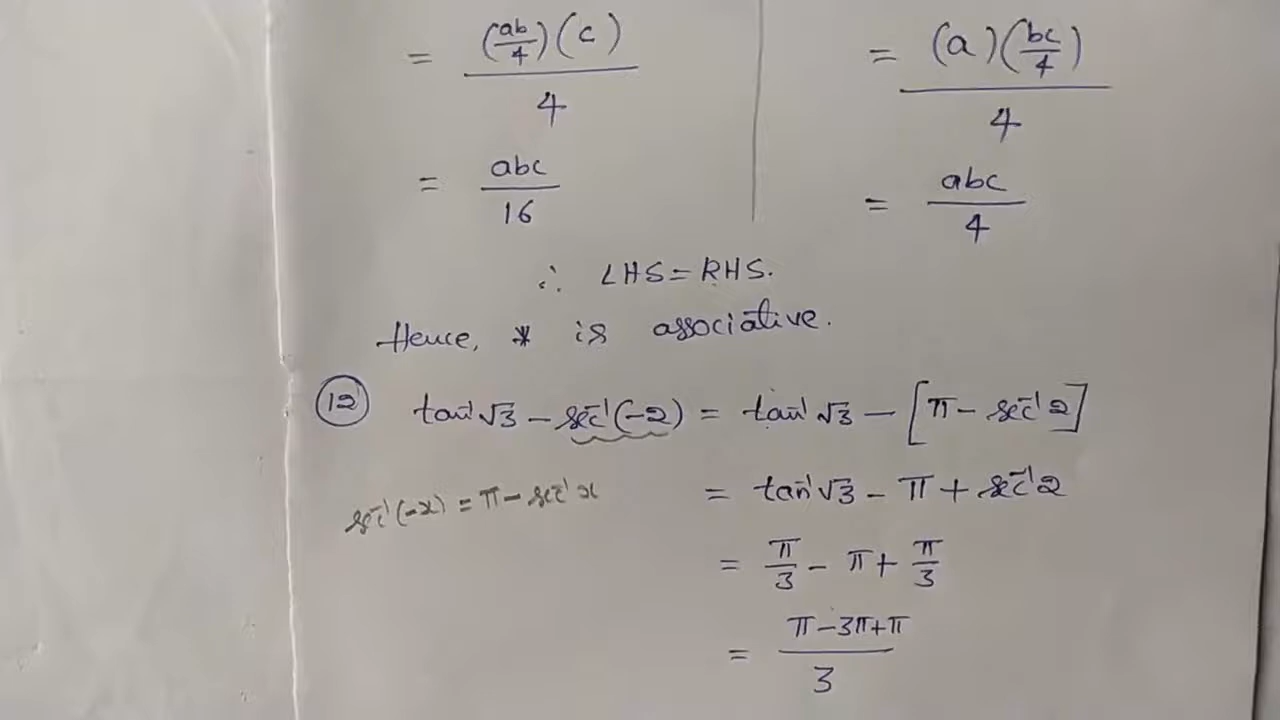 = (ab/4)(c)/4
= abc/16
= (a)(bc/4)/4
= abc/4
∴ LHS = RHS.
Hence, * is associative.
12 tan⁻¹√3 - sec⁻¹(-2) = tan⁻¹√3 - [π - sec⁻¹2]
sec⁻¹(-x) = π - sec⁻¹x
= tan⁻¹√3 - π + sec⁻¹2
= π/3 - π + π/3
= π-3π+π/3